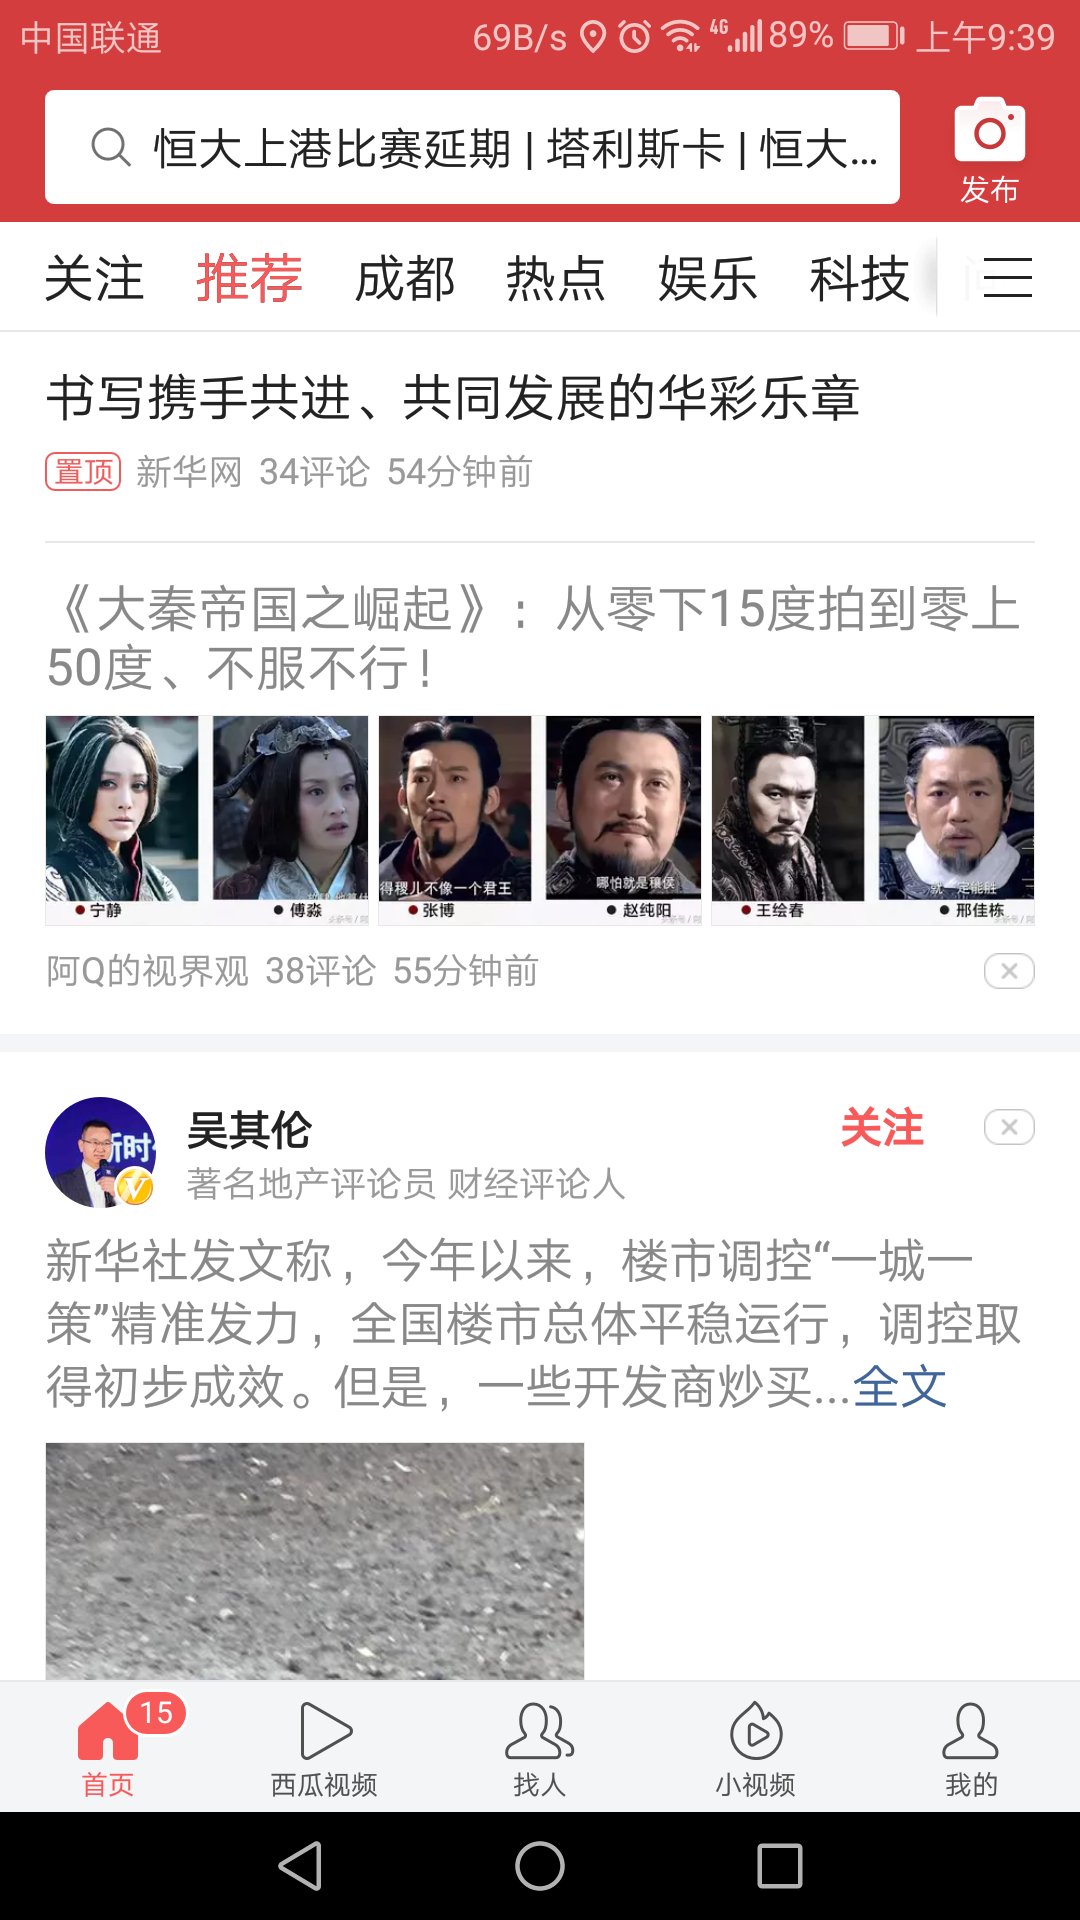 中国联通 69B/s 4G 89% 上午9:39
恒大上港比赛延期 | 塔利斯卡 | 恒大...
发布
关注 推荐 成都 热点 娱乐 科技
书写携手共进、共同发展的华彩乐章
置顶 新华网 34评论 54分钟前
《大秦帝国之崛起》：从零下15度拍到零上
50度、不服不行！
得稷儿不像一个君王
哪怕就是穰侯
就一定能胜
宁静 傅淼 张博 赵纯阳 王绘春 邢佳栋
阿Q的视界观 38评论 55分钟前
新时
吴其伦
关注
著名地产评论员 财经评论人
新华社发文称，今年以来，楼市调控“一城一
策”精准发力，全国楼市总体平稳运行，调控取
得初步成效。但是，一些开发商炒买...全文
15
首页 西瓜视频 找人 小视频 我的